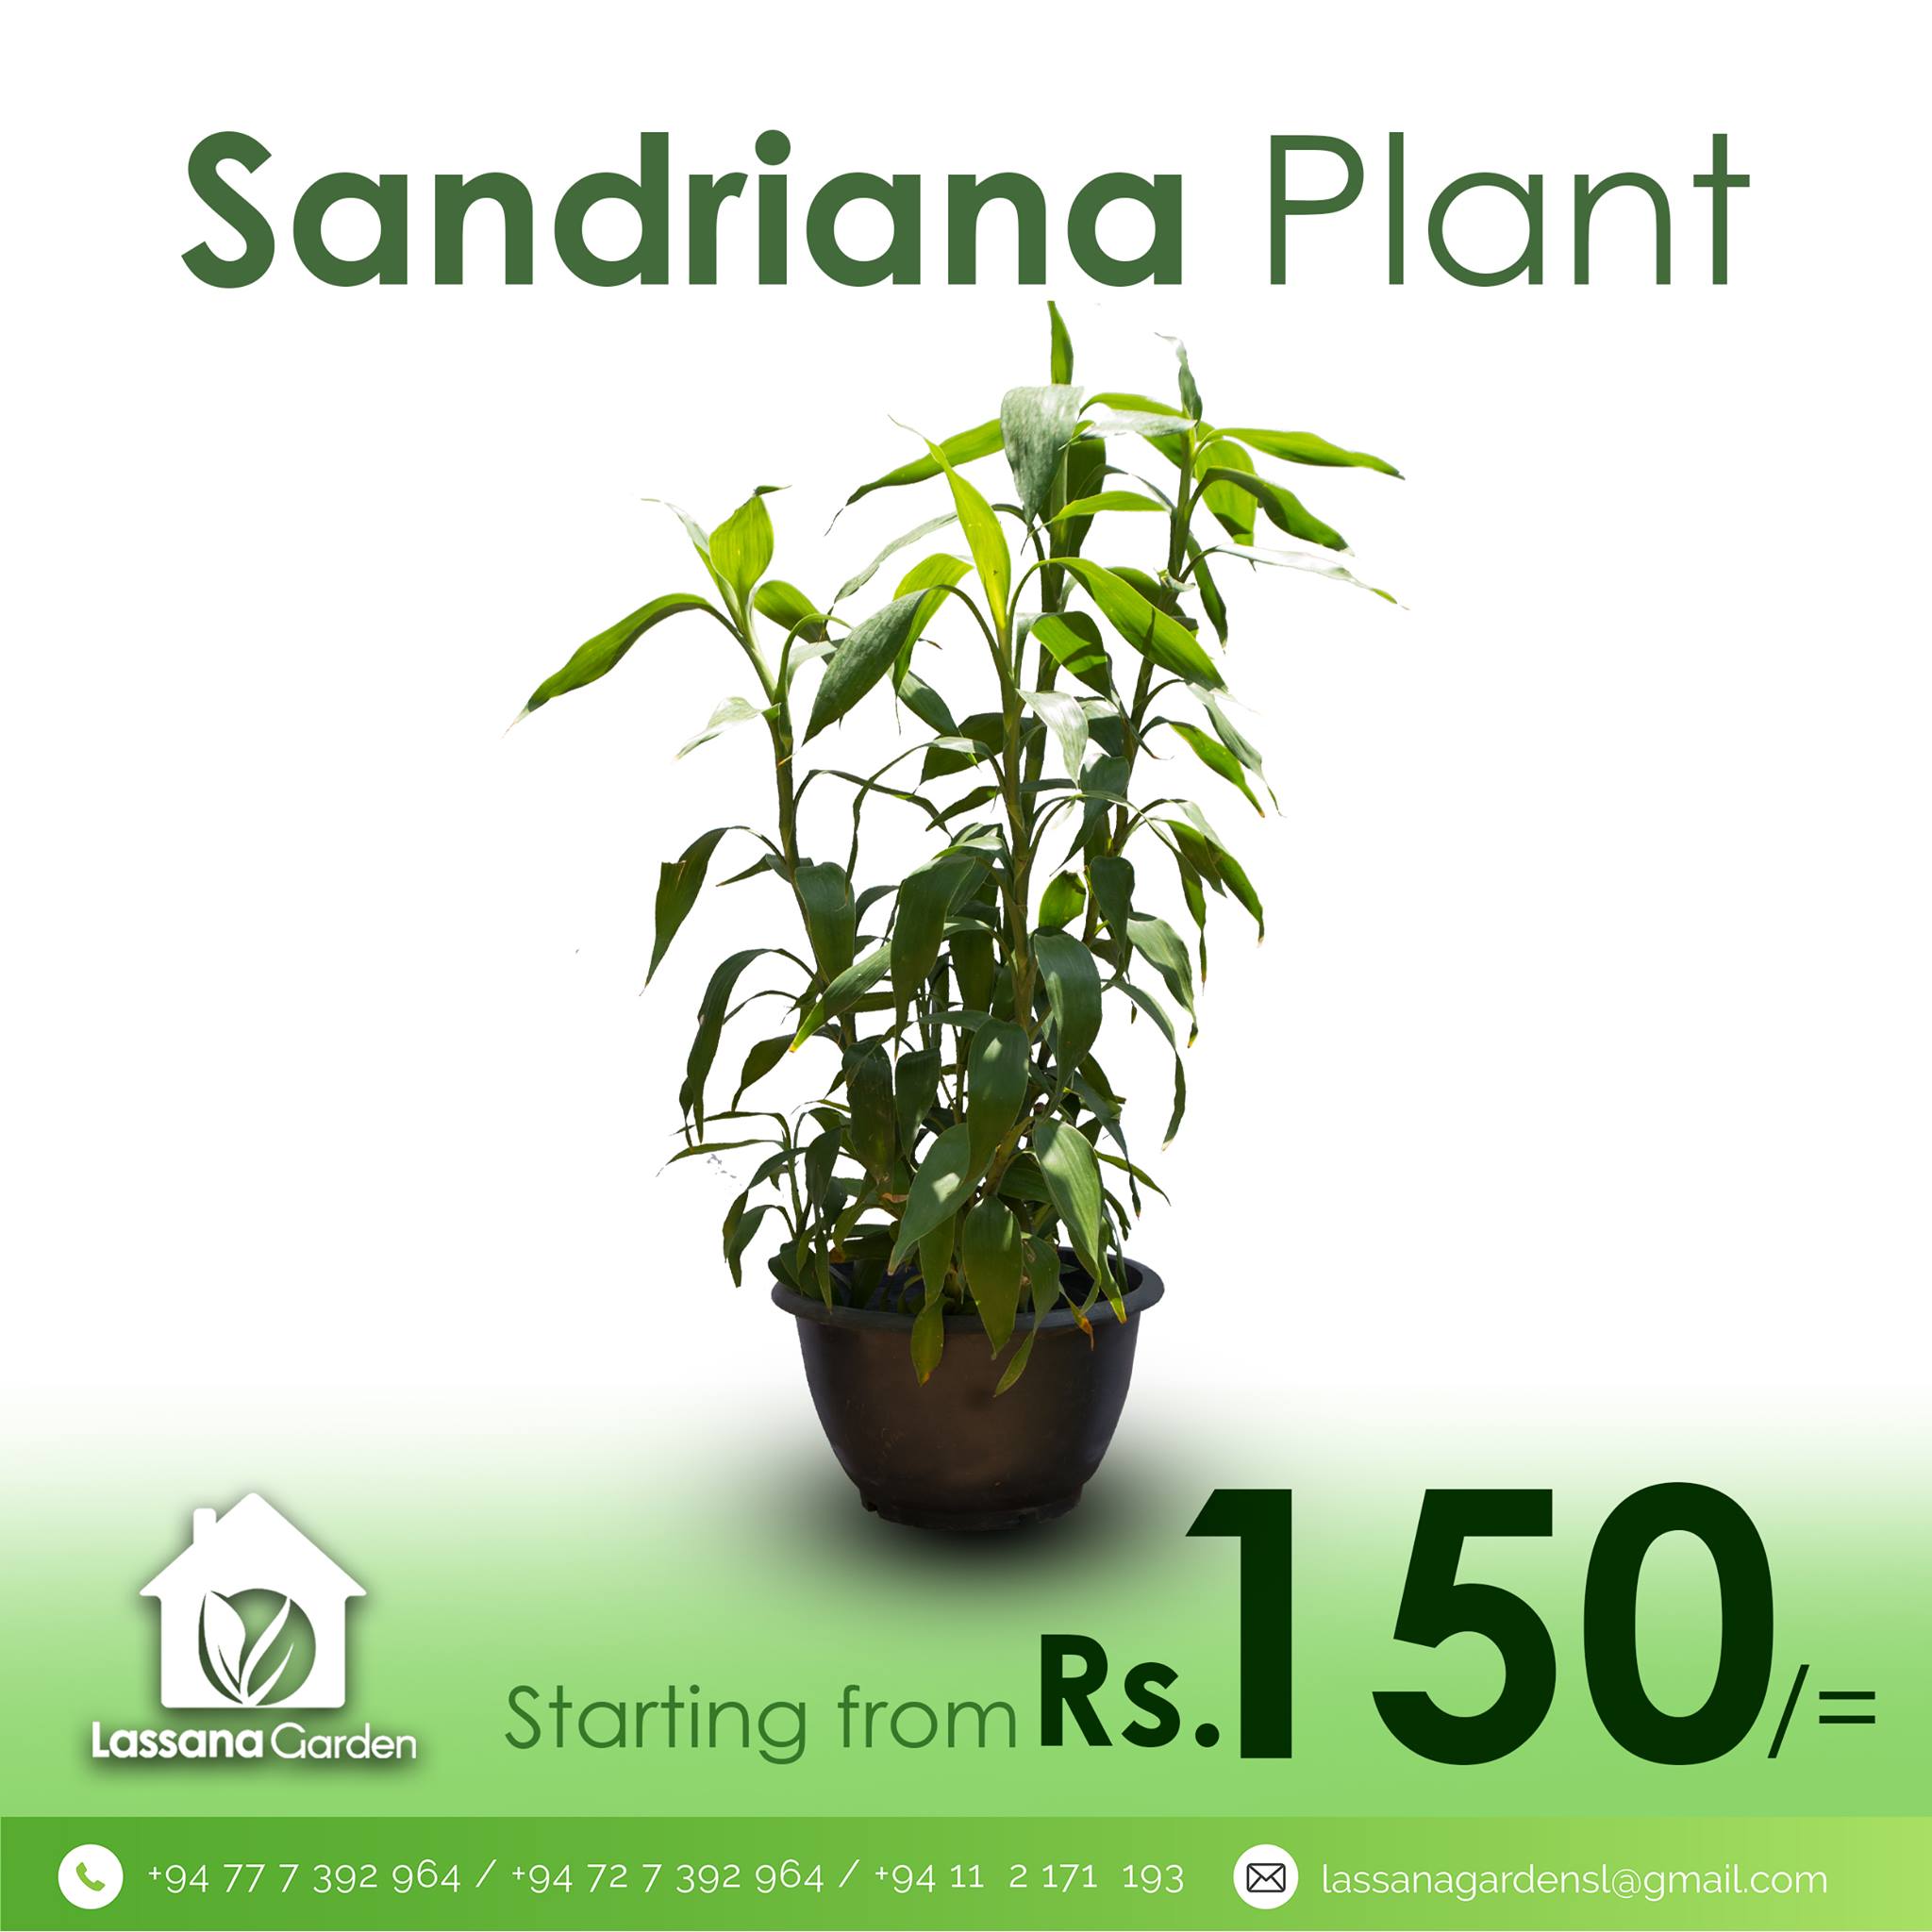 Sandriana Plant
Starting from Rs.150/=
Lassana Garden
+94 77 7 392 964 / +94 72 7 392 964 / +94 11 2 171 193
lassanagardensl@gmail.com